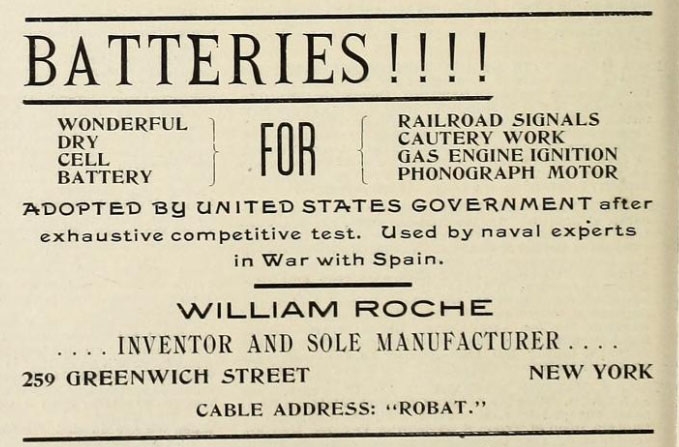 BATTERIES!!!!
WONDERFUL
DRY
CELL
BATTERY
FOR
RAILROAD SIGNALS
CAUTERY WORK
GAS ENGINE IGNITION
PHONOGRAPH MOTOR
ADOPTED BY UNITED STATES GOVERNMENT after
exhaustive competitive test. Used by naval experts
in War with Spain.
WILLIAM ROCHE
.... INVENTOR AND SOLE MANUFACTURER ....
259 GREENWICH STREET NEW YORK
CABLE ADDRESS: "ROBAT."